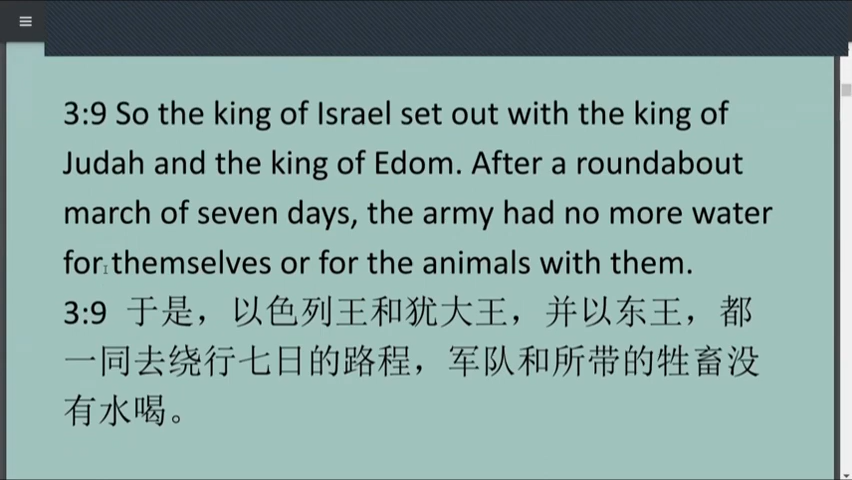 3:9 So the king of Israel set out with the king of
Judah and the king of Edom. After a roundabout
march of seven days, the army had no more water
for themselves or for the animals with them.
3:9 于是，以色列王和犹大王，并以东王，都
一同去绕行七日的路程，军队和所带的牲畜没
有水喝。